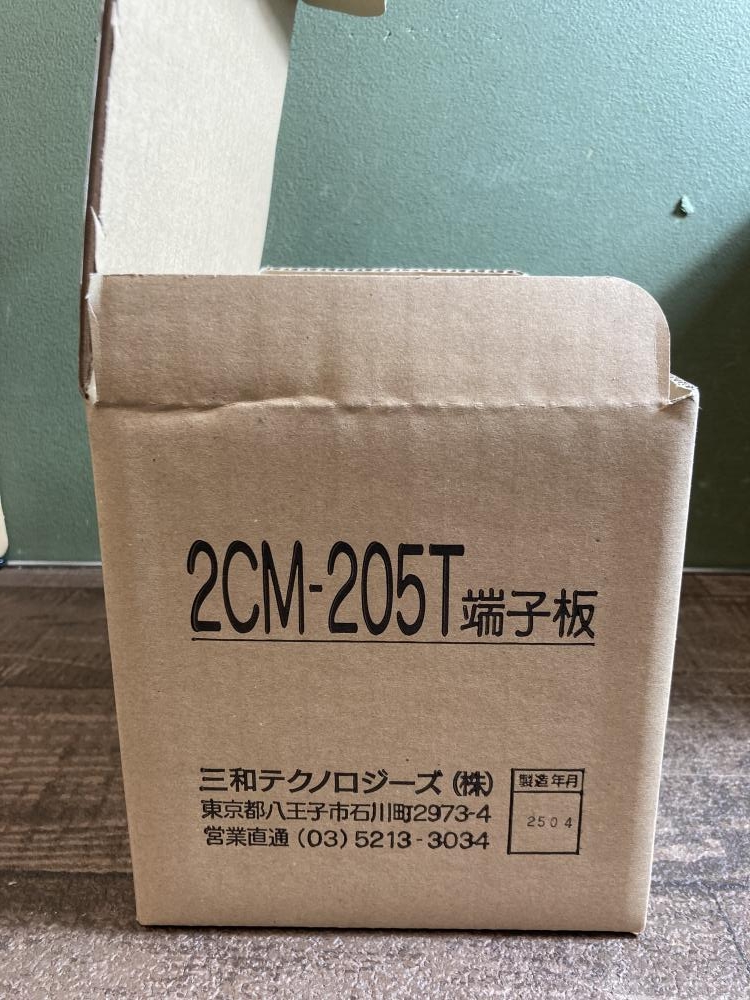 2CM-205T端子板
三和テクノロジーズ(株)
東京都八王子市石川町2973-4
営業直通(03)5213-3034
製造年月
2504